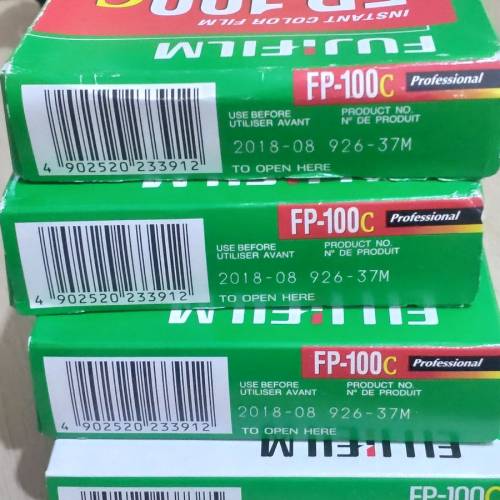 FP-100C
INSTANT COLOR FILM
FUJIFILM
FP-100C Professional
USE BEFORE PRODUCT NO.
UTILISER AVANT N° DE PRODUIT
2018-08 926-37M
4 902520 233912
TO OPEN HERE
FP-100C Professional
USE BEFORE PRODUCT NO.
UTILISER AVANT N° DE PRODUIT
2018-08 926-37M
4 902520 233912
TO OPEN HERE
FUJIFILM
FP-100C Professional
USE BEFORE PRODUCT NO.
UTILISER AVANT N° DE PRODUIT
2018-08 926-37M
4 902520 233912
TO OPEN HERE
FUJIFILM
FP-100C